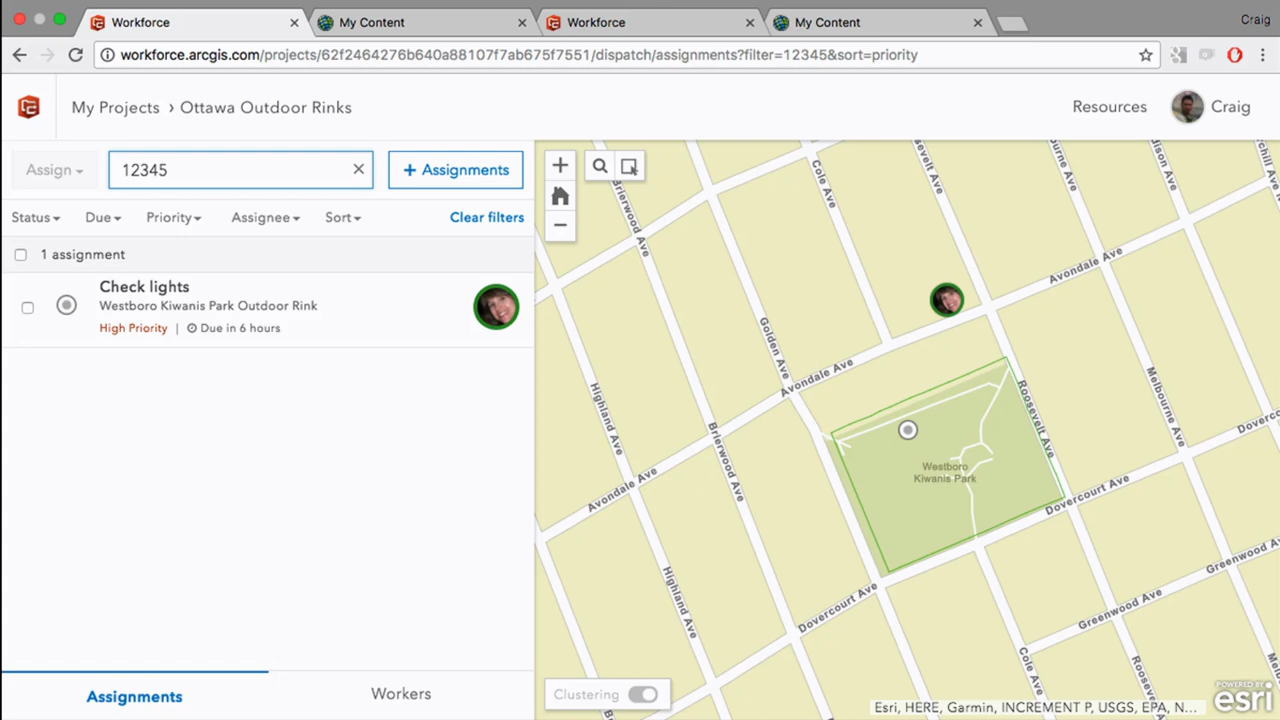 Workforce
My Content
Workforce
My Content
Craig
workforce.arcgis.com/projects/62f2464276b640a88107f7ab675f7551/dispatch/assignments?filter=12345&sort=priority
My Projects › Ottawa Outdoor Rinks
Resources
Craig
Assign
12345
+ Assignments
Status
Due
Priority
Assignee
Sort
Clear filters
1 assignment
Check lights
Westboro Kiwanis Park Outdoor Rink
High Priority | Due in 6 hours
Assignments
Workers
Brierwood Ave
Cole Ave
Avondale Ave
Golden Ave
Avondale Ave
Roosevelt Ave
Melbourne Ave
Highland Ave
Brierwood Ave
Westboro
Kiwanis Park
Avondale Ave
Dovercourt Ave
Dovercourt Ave
Highland Ave
Greenwood Ave
Greenwood Ave
Cole Ave
Clustering
POWERED BY
esri
Esri, HERE, Garmin, INCREMENT P, USGS, EPA, N...